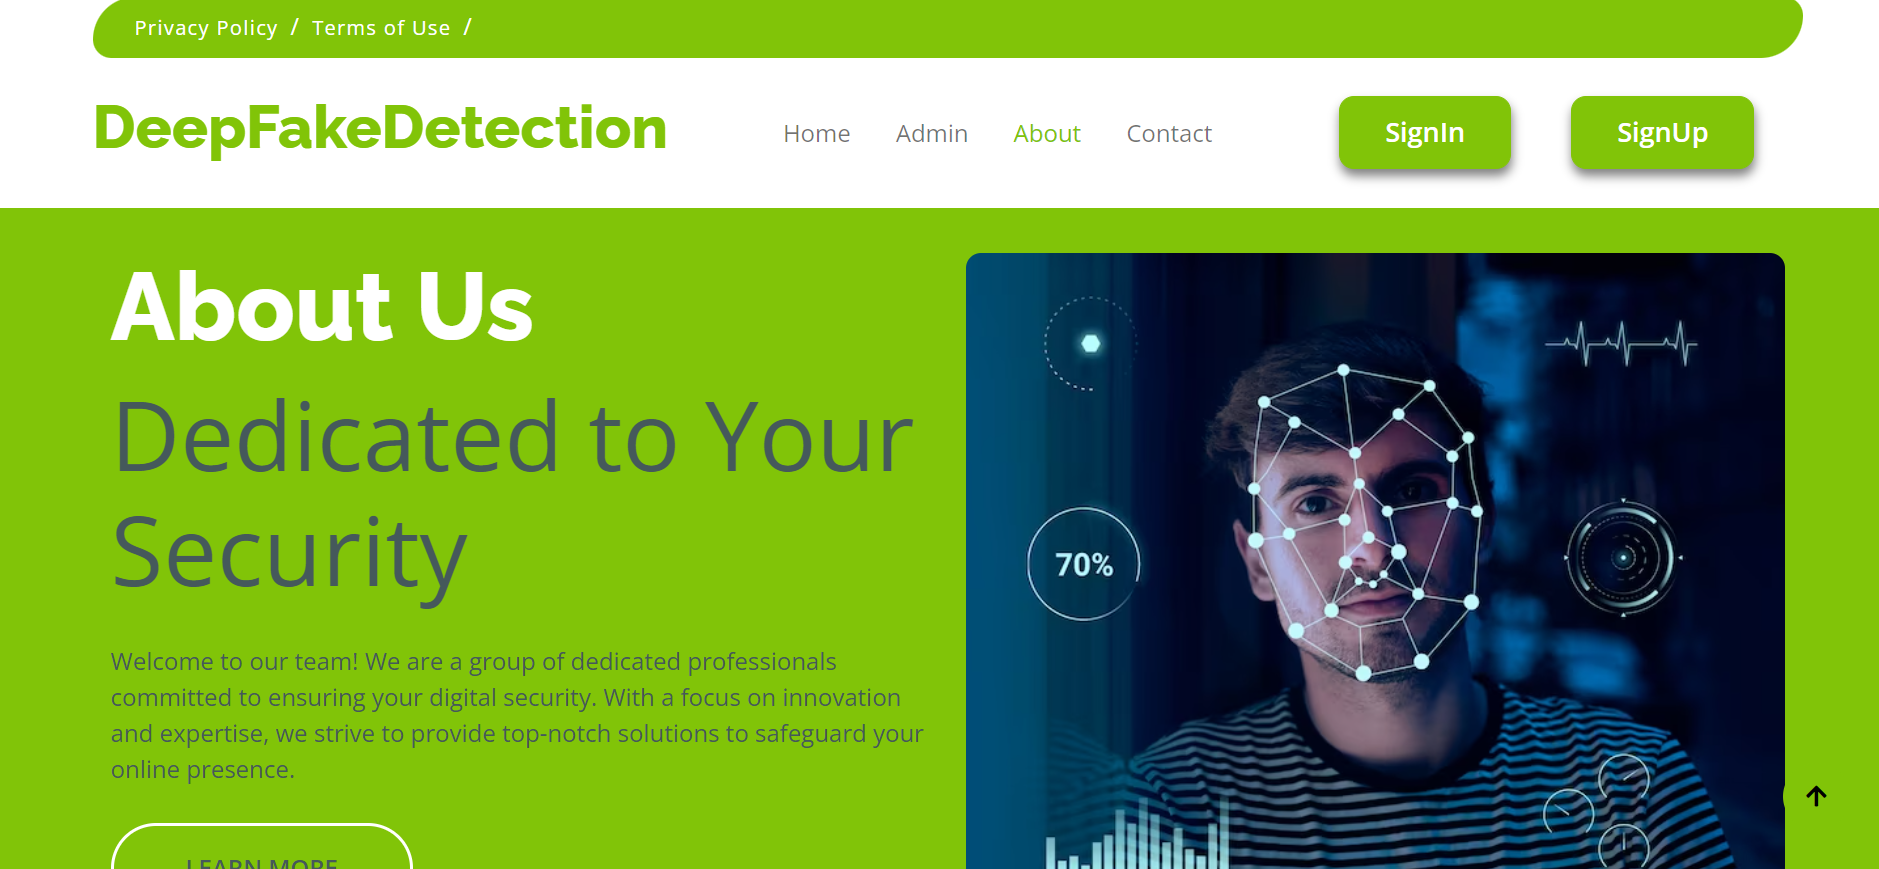 Privacy Policy / Terms of Use /
DeepFakeDetection
Home Admin About Contact
SignIn
SignUp
About Us
Dedicated to Your
Security
Welcome to our team! We are a group of dedicated professionals
committed to ensuring your digital security. With a focus on innovation
and expertise, we strive to provide top-notch solutions to safeguard your
online presence.
LEARN MORE
70%